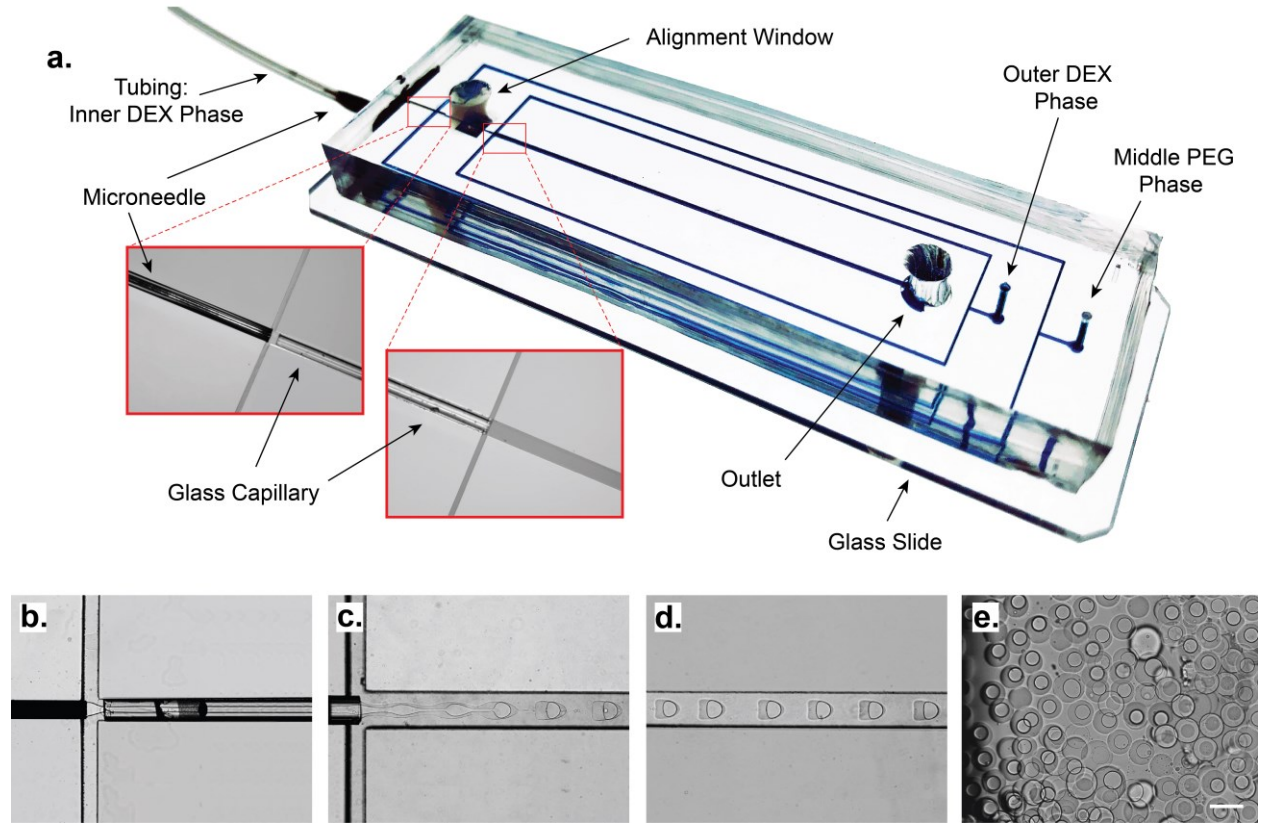 a.
Alignment Window
Outer DEX
Phase
Tubing:
Inner DEX Phase
Middle PEG
Phase
Microneedle
Glass Capillary
Outlet
Glass Slide
b.
c.
d.
e.